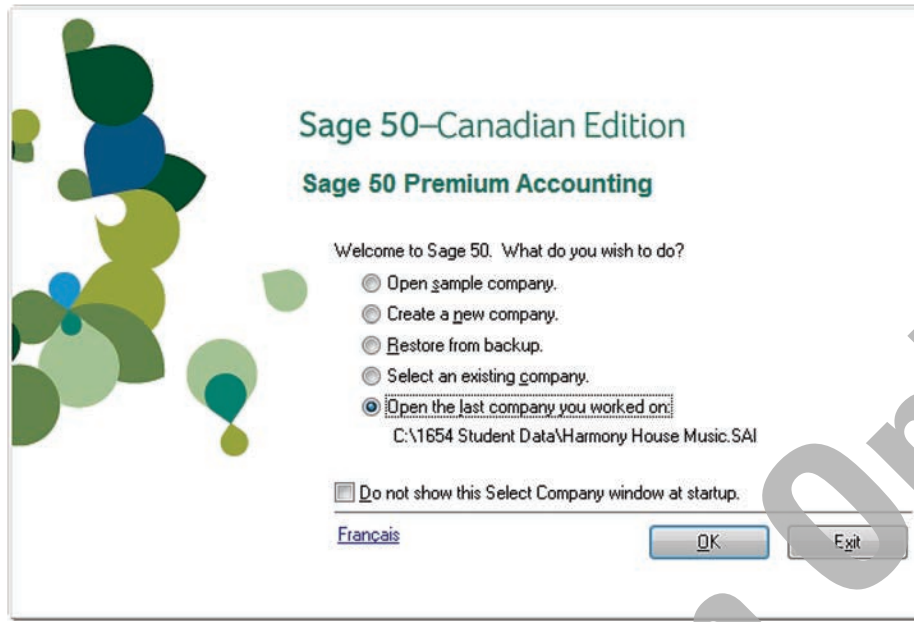 Sage 50–Canadian Edition
Sage 50 Premium Accounting
Welcome to Sage 50. What do you wish to do?
Open sample company.
Create a new company.
Restore from backup.
Select an existing company.
Open the last company you worked on:
C:\1654 Student Data\Harmony House Music.SAI
Do not show this Select Company window at startup.
Français
OK
Exit